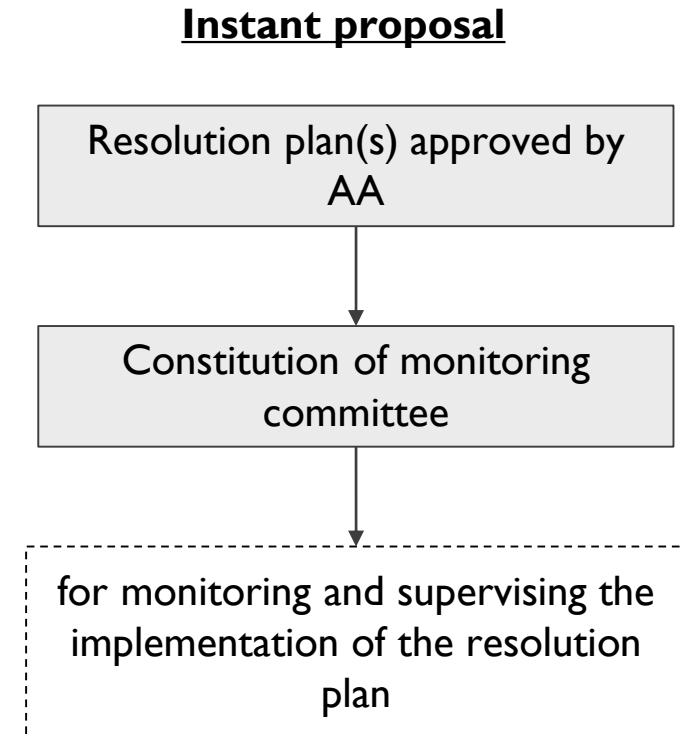 Instant proposal
Resolution plan(s) approved by
AA
Constitution of monitoring
committee
for monitoring and supervising the
implementation of the resolution
plan